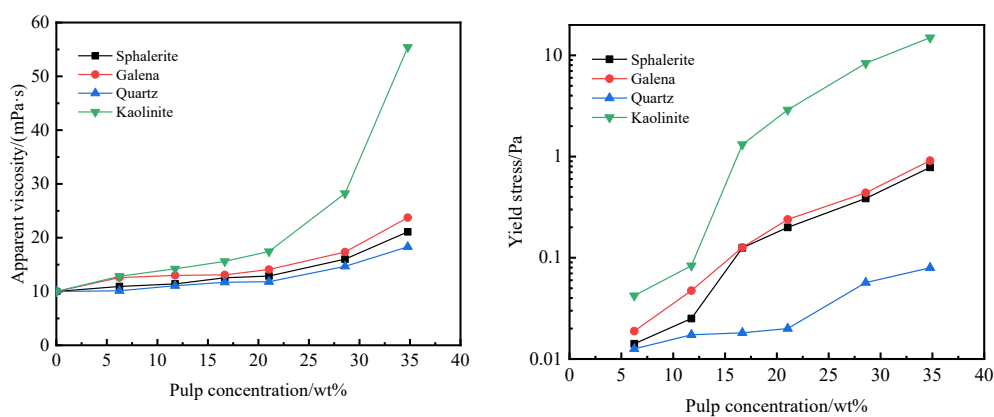 60
50
40
30
20
10
0
Apparent viscosity/(mPa·s)
Sphalerite
Galena
Quartz
Kaolinite
0 5 10 15 20 25 30 35 40
Pulp concentration/wt%
10
1
0.1
0.01
Yield stress/Pa
Sphalerite
Galena
Quartz
Kaolinite
0 5 10 15 20 25 30 35 40
Pulp concentration/wt%